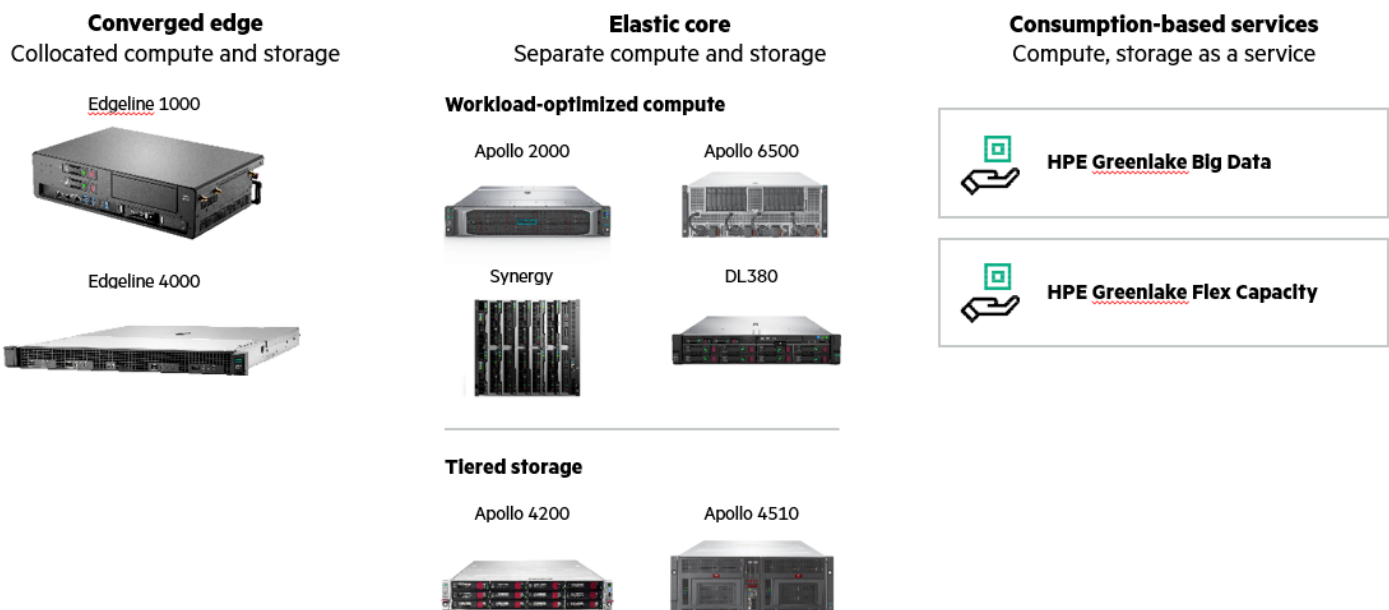 Converged edge
Collocated compute and storage
Edgeline 1000
Edgeline 4000
Elastic core
Separate compute and storage
Workload-optimized compute
Apollo 2000
Apollo 6500
Synergy
DL380
Tiered storage
Apollo 4200
Apollo 4510
Consumption-based services
Compute, storage as a service
HPE Greenlake Big Data
HPE Greenlake Flex Capacity